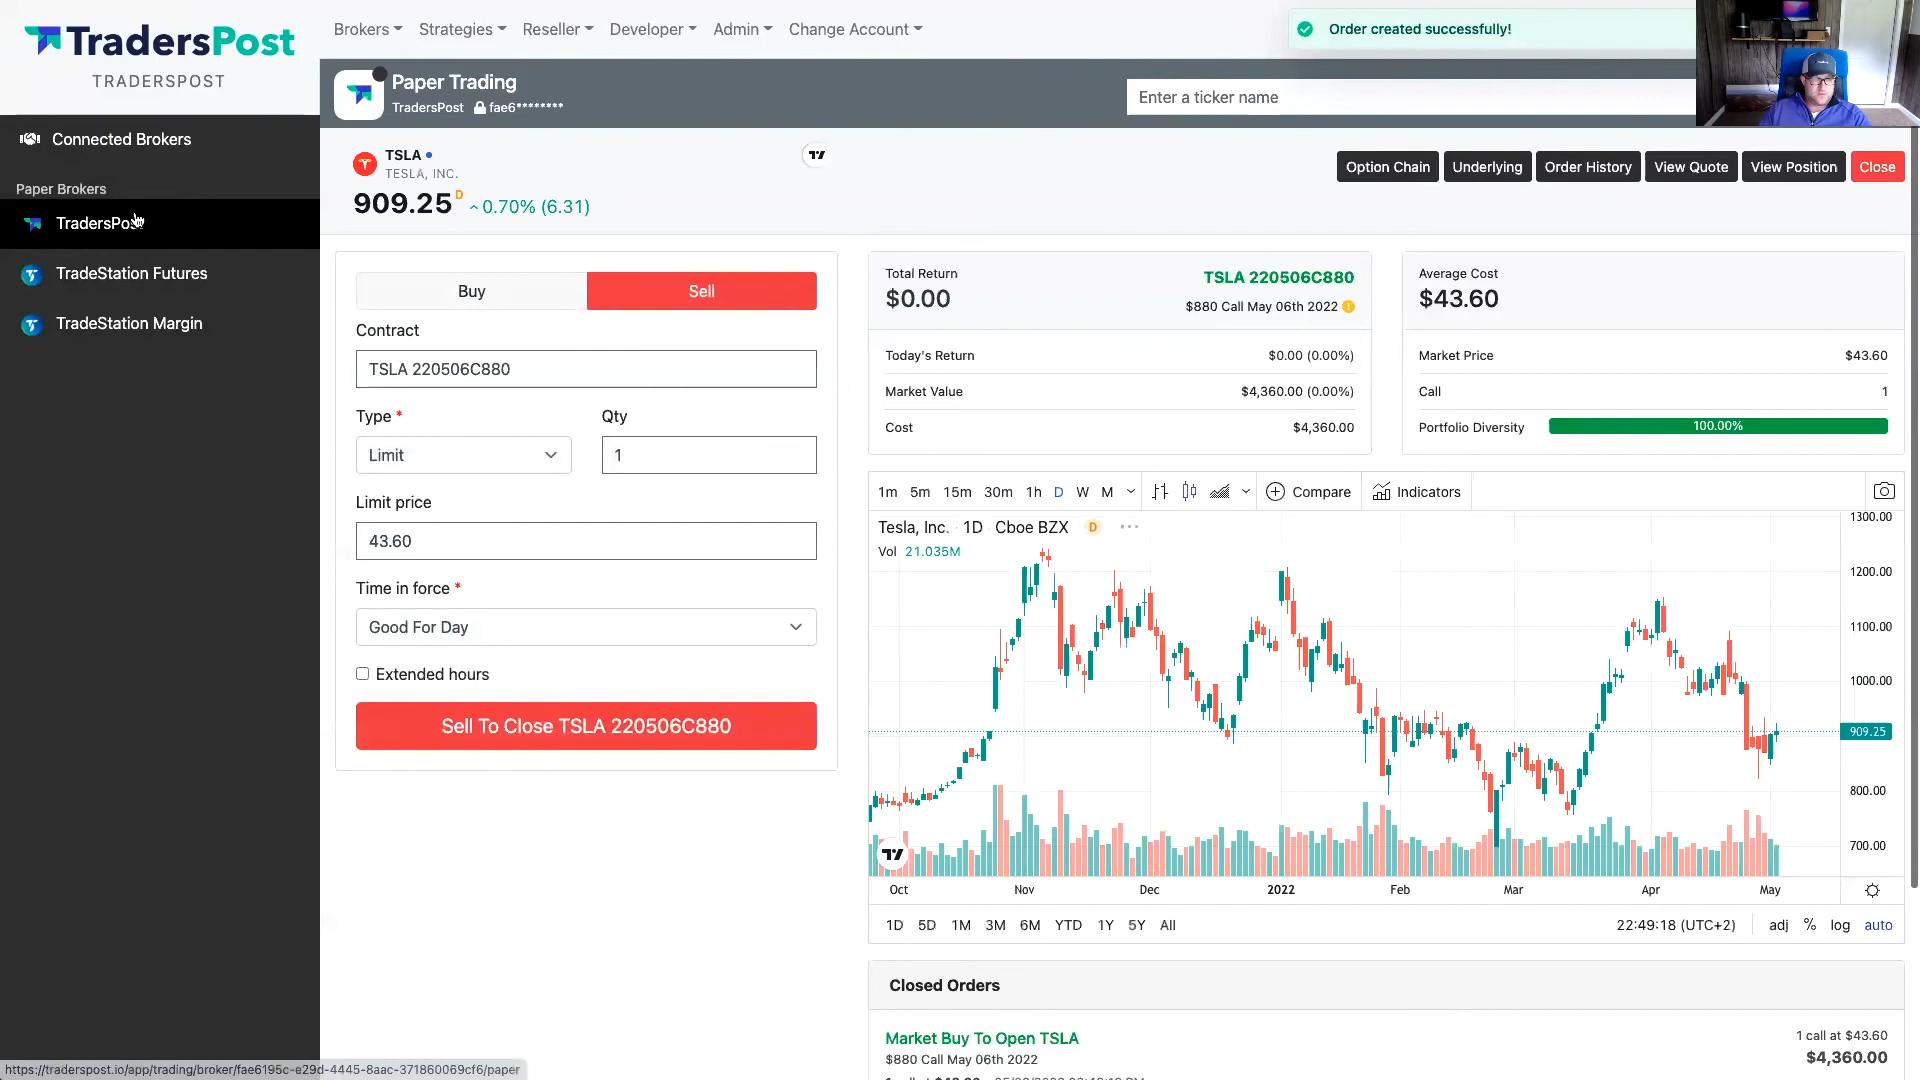 TradersPost
TRADERSPOST
Brokers
Strategies
Reseller
Developer
Admin
Change Account
Order created successfully!
Connected Brokers
Paper Brokers
TradersPost
TradeStation Futures
TradeStation Margin
Paper Trading
TradersPost fae6********
Enter a ticker name
TSLA
TESLA, INC.
909.25 D 0.70% (6.31)
Option Chain
Underlying
Order History
View Quote
View Position
Close
Buy
Sell
Contract
TSLA 220506C880
Type *
Qty
Limit
1
Limit price
43.60
Time in force *
Good For Day
Extended hours
Sell To Close TSLA 220506C880
Total Return
$0.00
TSLA 220506C880
$880 Call May 06th 2022
Today's Return $0.00 (0.00%)
Market Value $4,360.00 (0.00%)
Cost $4,360.00
Average Cost
$43.60
Market Price $43.60
Call 1
Portfolio Diversity 100.00%
1m 5m 15m 30m 1h D W M
Compare
Indicators
Tesla, Inc. 1D Cboe BZX D
Vol 21.035M
1300.00
1200.00
1100.00
1000.00
909.25
800.00
700.00
Oct Nov Dec 2022 Feb Mar Apr May
1D 5D 1M 3M 6M YTD 1Y 5Y All
22:49:18 (UTC+2) adj % log auto
Closed Orders
Market Buy To Open TSLA
$880 Call May 06th 2022
1 call at $43.60
$4,360.00
https://traderspost.io/app/trading/broker/fae6195c-e29d-4445-8aac-371860069cf6/paper